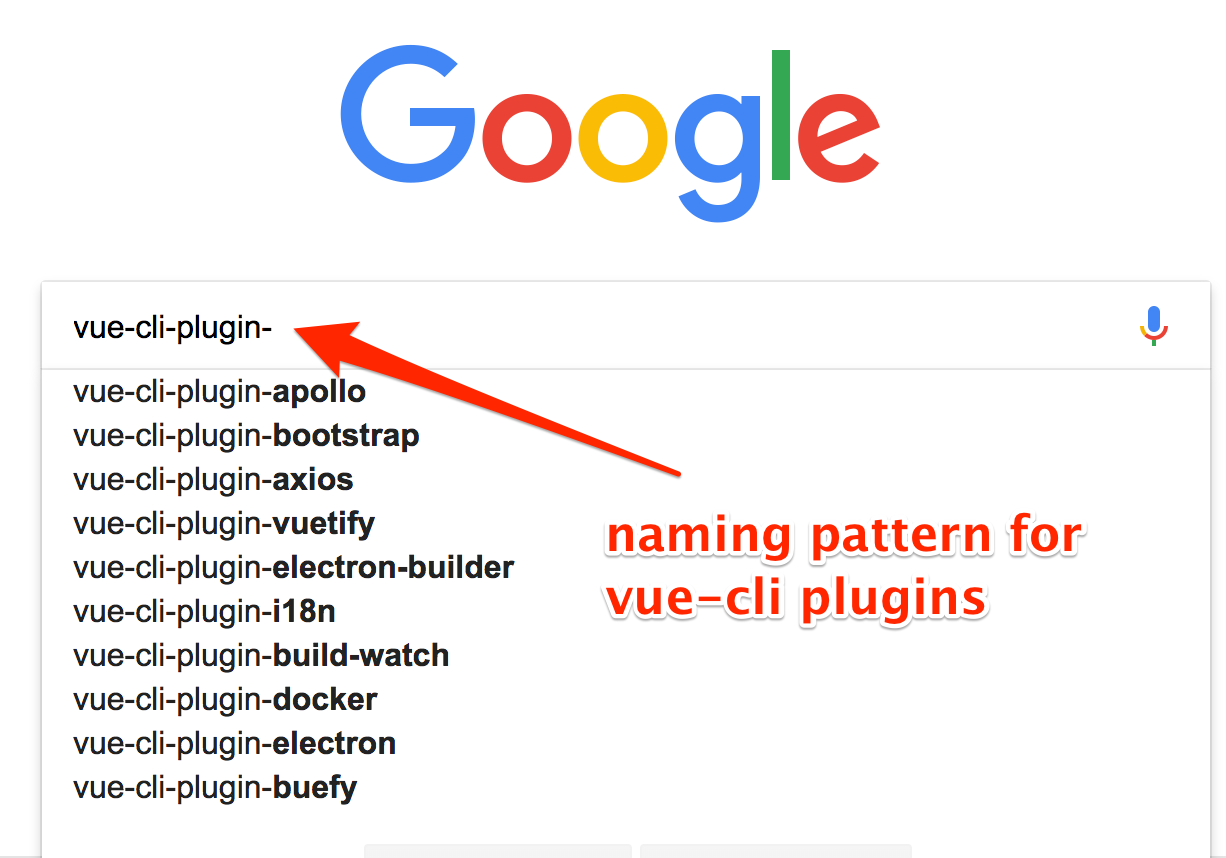 Google
vue-cli-plugin-
vue-cli-plugin-apollo
vue-cli-plugin-bootstrap
vue-cli-plugin-axios
vue-cli-plugin-vuetify
vue-cli-plugin-electron-builder
vue-cli-plugin-i18n
vue-cli-plugin-build-watch
vue-cli-plugin-docker
vue-cli-plugin-electron
vue-cli-plugin-buefy
naming pattern for
vue-cli plugins